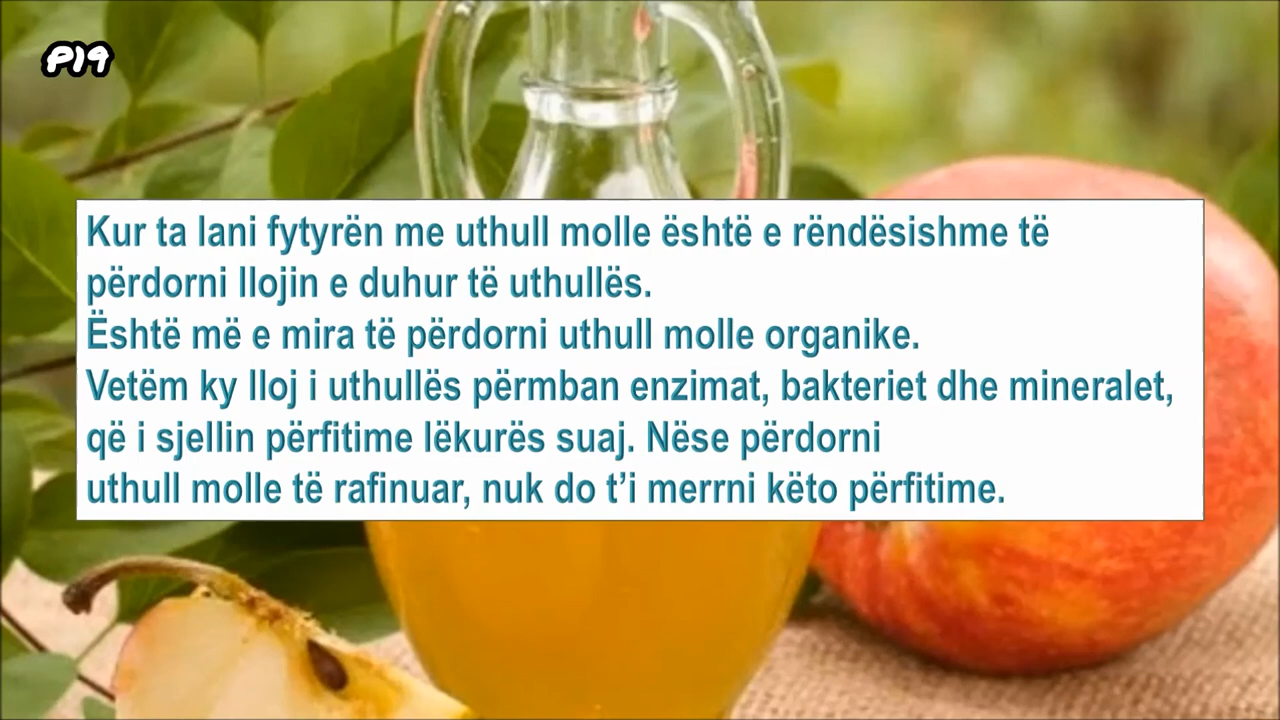 P19
Kur ta lani fytyrën me uthull molle është e rëndësishme të
përdorni llojin e duhur të uthullës.
Është më e mira të përdorni uthull molle organike.
Vetëm ky lloj i uthullës përmban enzimat, bakteriet dhe mineralet,
që i sjellin përfitime lëkurës suaj. Nëse përdorni
uthull molle të rafinuar, nuk do t’i merrni këto përfitime.